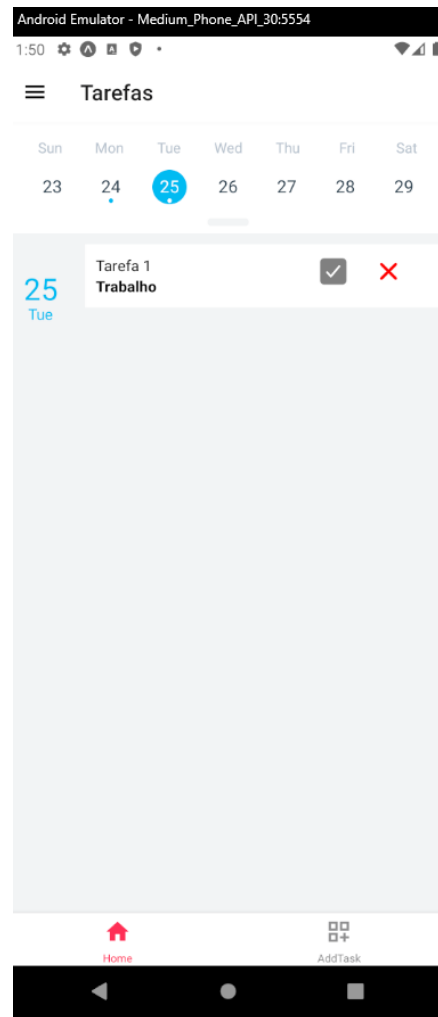 Android Emulator - Medium_Phone_API_30:5554
1:50
Tarefas
Sun Mon Tue Wed Thu Fri Sat
23 24 25 26 27 28 29
Tarefa 1
Trabalho
25
Tue
Home AddTask